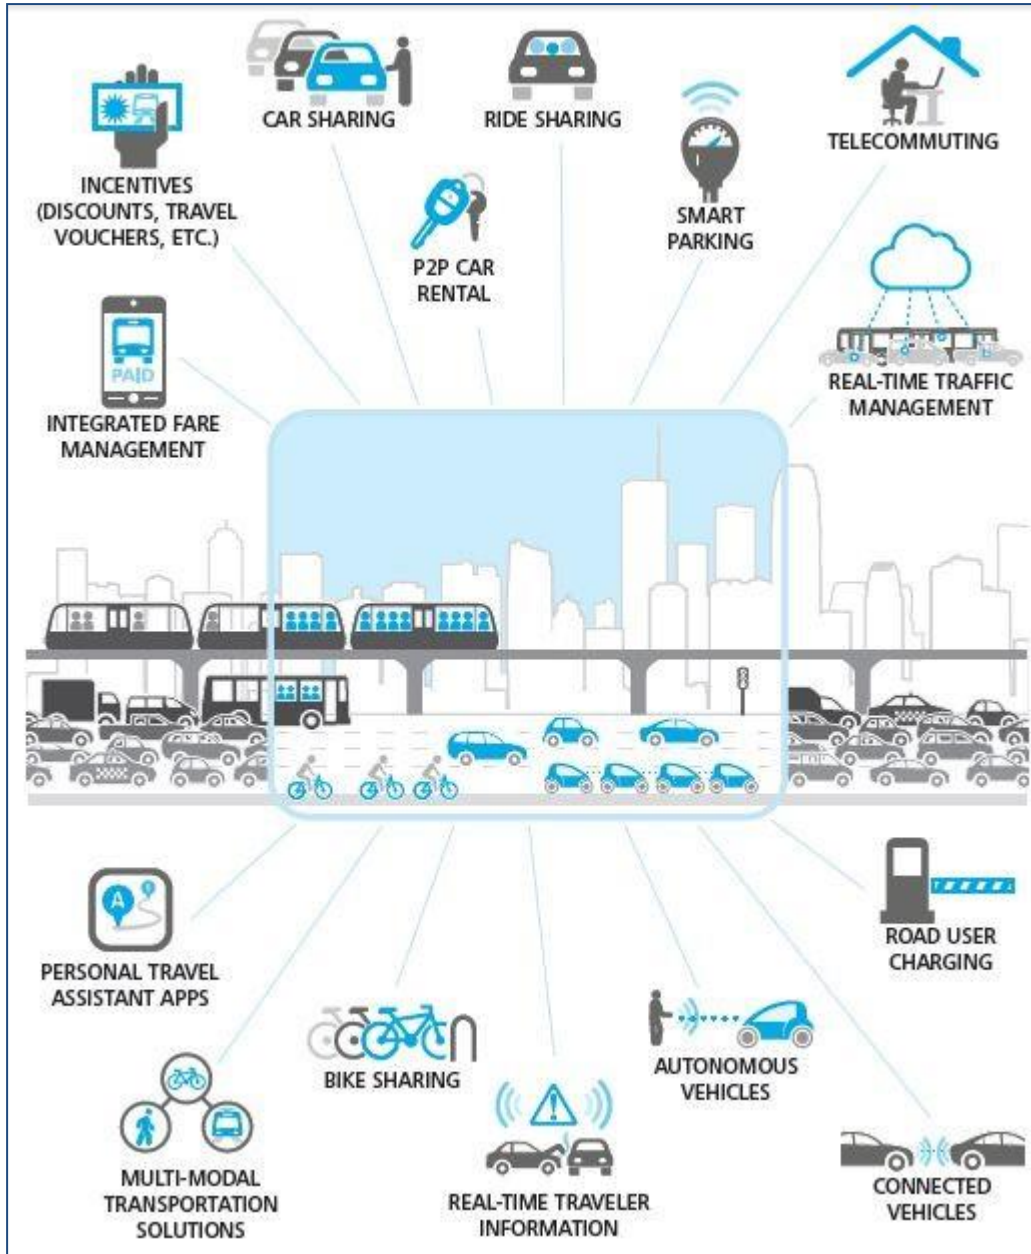 CAR SHARING
RIDE SHARING
TELECOMMUTING
INCENTIVES
(DISCOUNTS, TRAVEL
VOUCHERS, ETC.)
P2P CAR
RENTAL
SMART
PARKING
PAID
INTEGRATED FARE
MANAGEMENT
REAL-TIME TRAFFIC
MANAGEMENT
A
PERSONAL TRAVEL
ASSISTANT APPS
ROAD USER
CHARGING
BIKE SHARING
AUTONOMOUS
VEHICLES
MULTI-MODAL
TRANSPORTATION
SOLUTIONS
REAL-TIME TRAVELER
INFORMATION
CONNECTED
VEHICLES